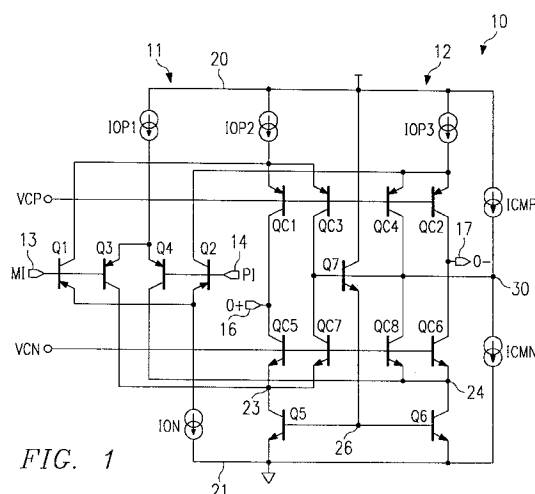 10
11
12
20
IOP1
IOP2
IOP3
VCP
QC1
QC3
QC4
QC2
ICMP
13
Q1
Q3
Q4
Q2
14
17
MI
PI
Q7
O-
30
O+
16
VCN
QC5
QC7
QC8
QC6
ICMN
23
24
ION
Q5
26
Q6
21
FIG. 1